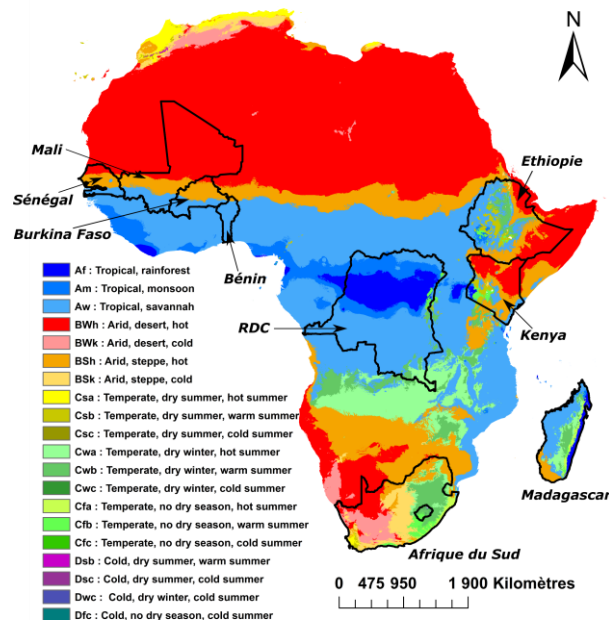 N
Mali
Ethiopie
Sénégal
Burkina Faso
Bénin
RDC
Kenya
Madagascar
Afrique du Sud
Af : Tropical, rainforest
Am : Tropical, monsoon
Aw : Tropical, savannah
BWh : Arid, desert, hot
BWk : Arid, desert, cold
BSh : Arid, steppe, hot
BSk : Arid, steppe, cold
Csa : Temperate, dry summer, hot summer
Csb : Temperate, dry summer, warm summer
Csc : Temperate, dry summer, cold summer
Cwa : Temperate, dry winter, hot summer
Cwb : Temperate, dry winter, warm summer
Cwc : Temperate, dry winter, cold summer
Cfa : Temperate, no dry season, hot summer
Cfb : Temperate, no dry season, warm summer
Cfc : Temperate, no dry season, cold summer
Dsb : Cold, dry summer, warm summer
Dsc : Cold, dry summer, cold summer
Dwc : Cold, dry winter, cold summer
Dfc : Cold, no dry season, cold summer
0 475 950 1 900 Kilomètres